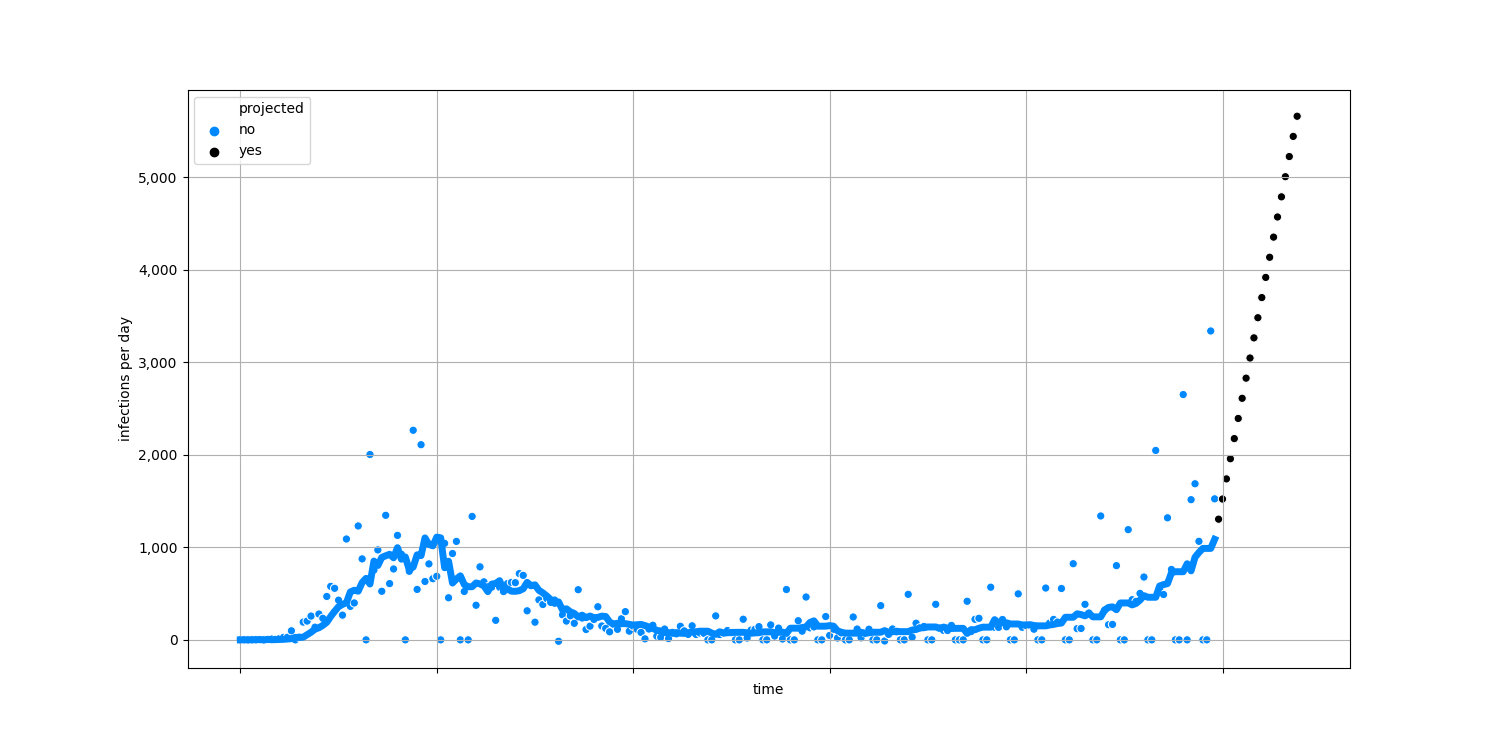 projected
no
yes
5,000
4,000
3,000
2,000
1,000
0
infections per day
time